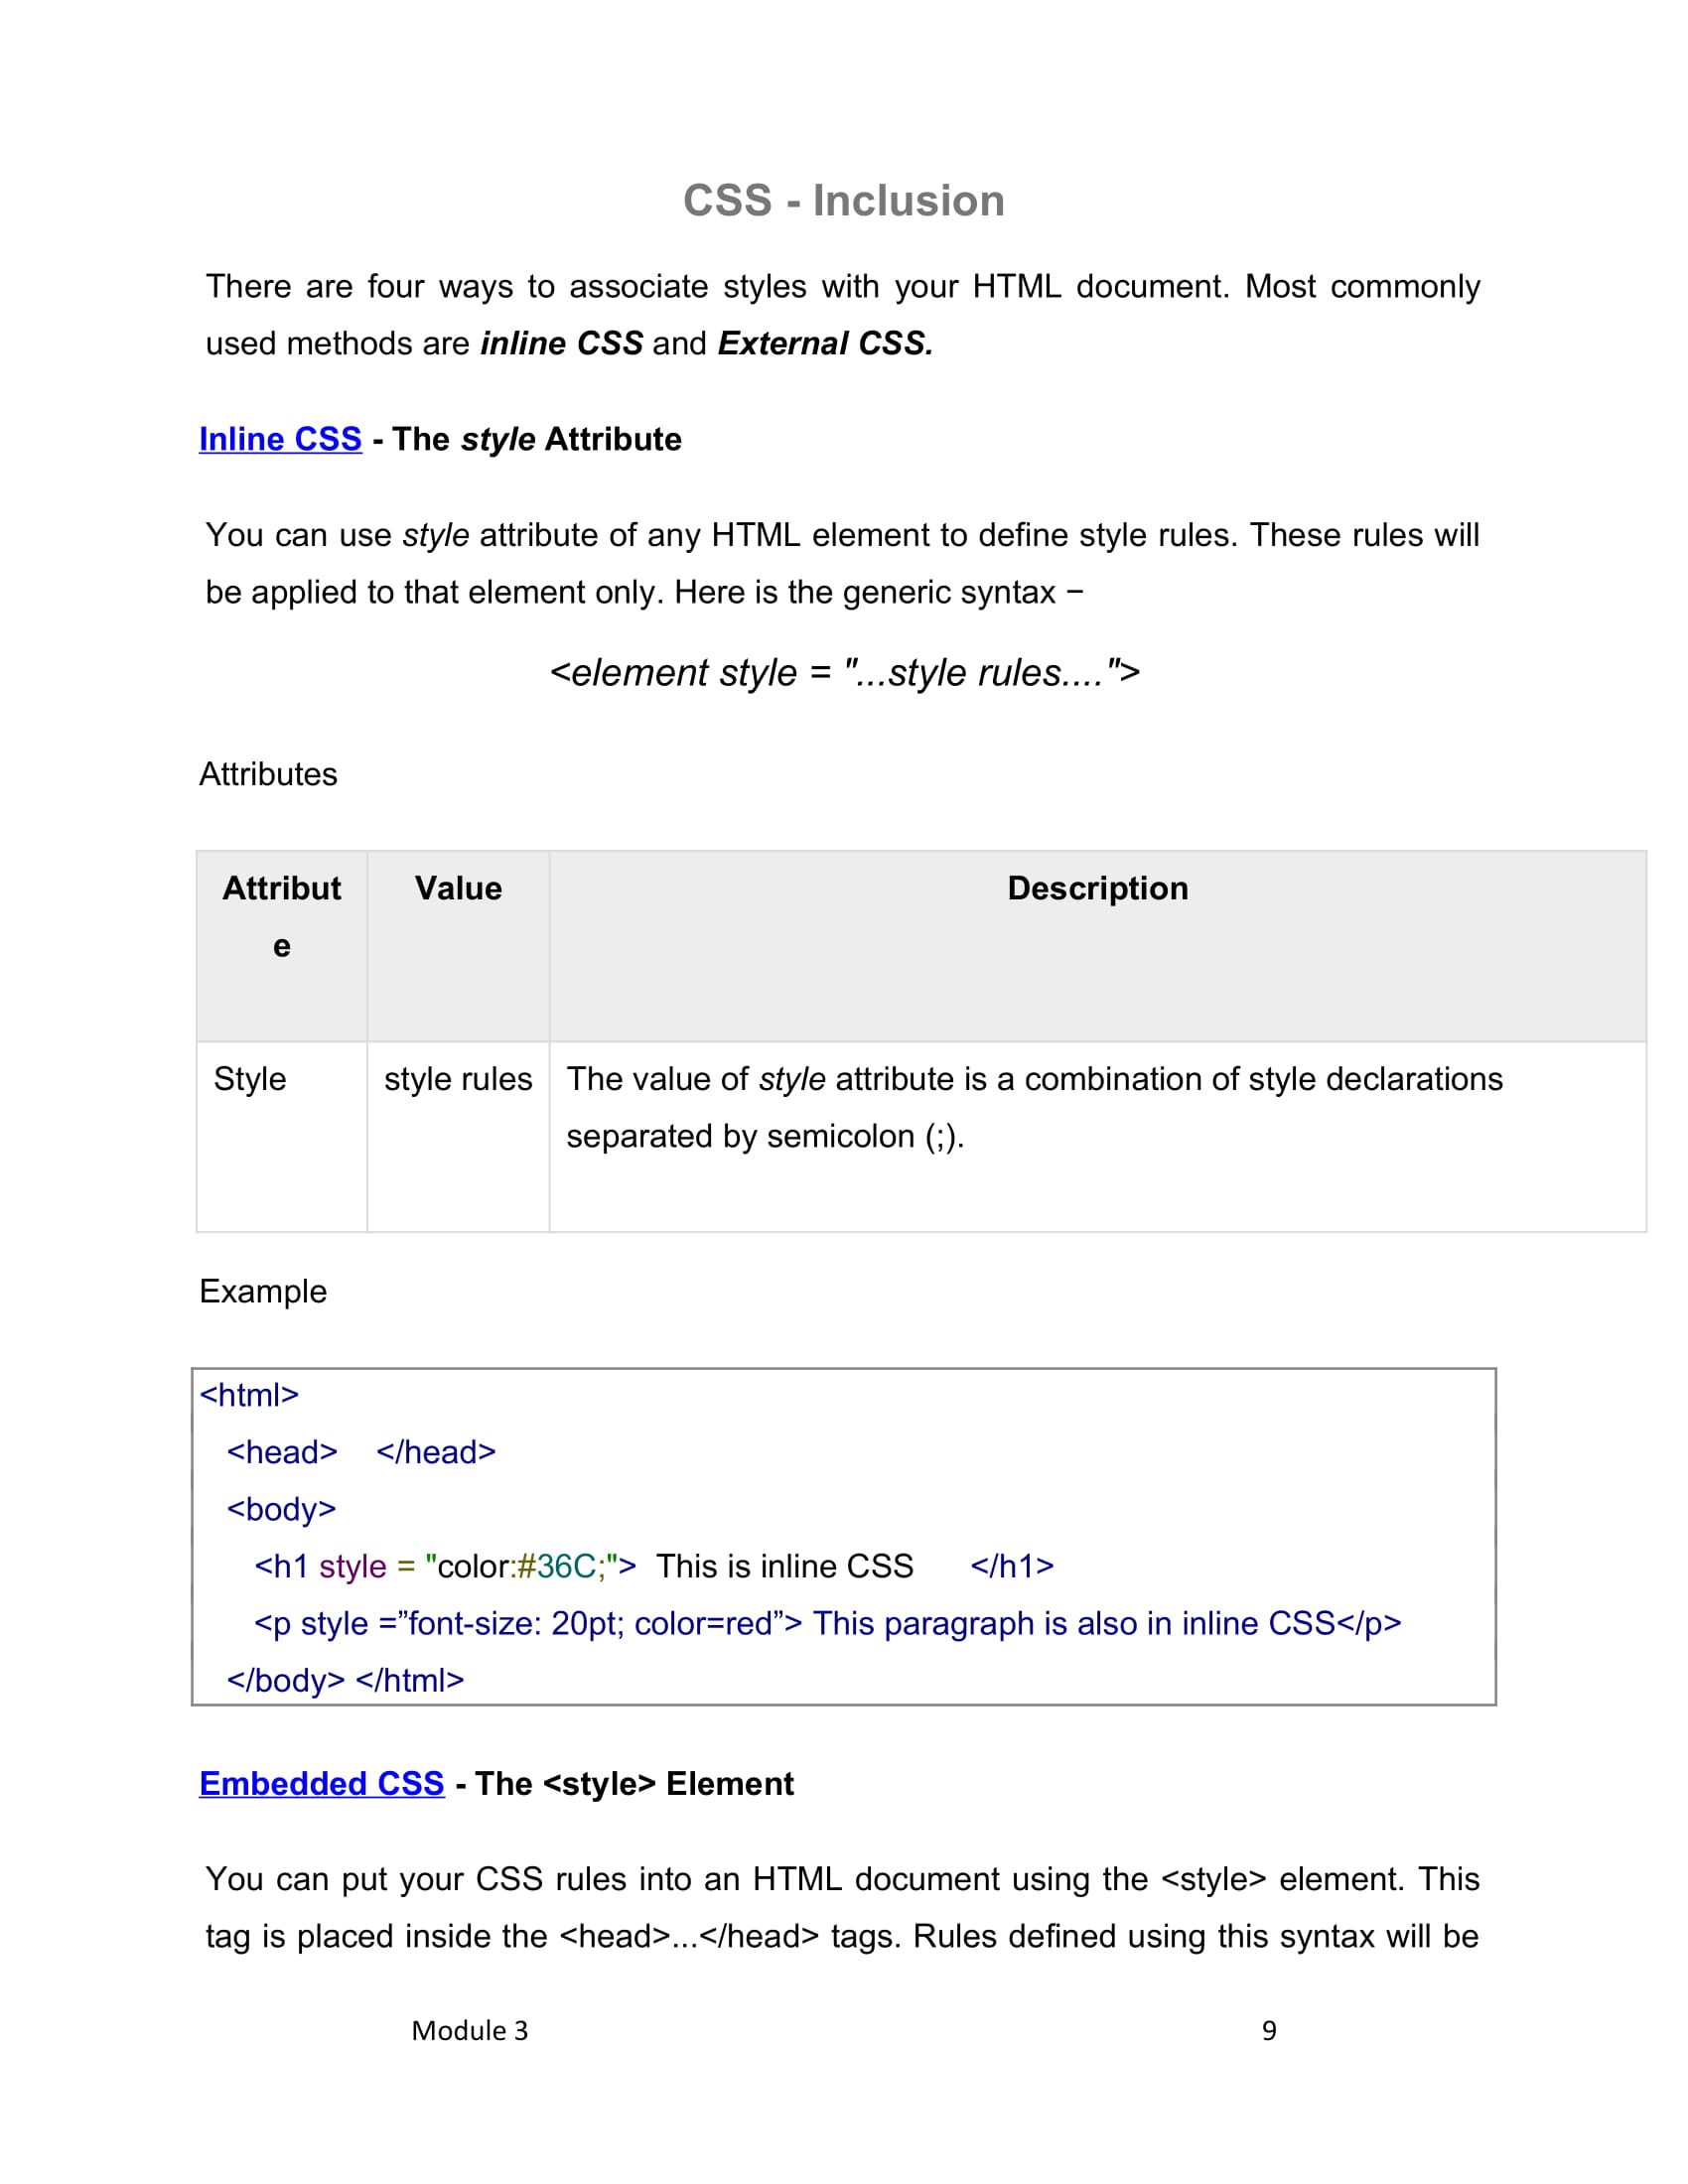 CSS - Inclusion
There are four ways to associate styles with your HTML document. Most commonly
used methods are inline CSS and External CSS.
Inline CSS - The style Attribute
You can use style attribute of any HTML element to define style rules. These rules will
be applied to that element only. Here is the generic syntax −
<element style = "...style rules....">
Attributes
Attribut Value Description
e
Style style rules The value of style attribute is a combination of style declarations
separated by semicolon (;).
Example
<html>
<head> </head>
<body>
<h1 style = "color:#36C;"> This is inline CSS </h1>
<p style =”font-size: 20pt; color=red”> This paragraph is also in inline CSS</p>
</body> </html>
Embedded CSS - The <style> Element
You can put your CSS rules into an HTML document using the <style> element. This
tag is placed inside the <head>...</head> tags. Rules defined using this syntax will be
Module 3 9